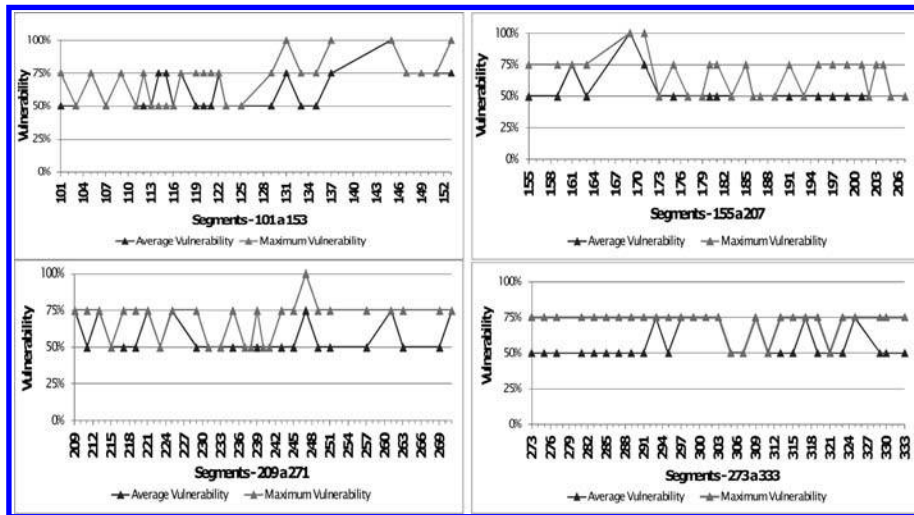 100%
75%
50%
25%
0%
Vulnerability
101 104 107 110 113 116 119 122 125 128 131 134 137 140 143 146 149 152
Segments - 101 a 153
Average Vulnerability Maximum Vulnerability
100%
75%
50%
25%
0%
Vulnerability
155 158 161 164 167 170 173 176 179 182 185 188 191 194 197 200 203 206
Segments - 155 a 207
Average Vulnerability Maximum Vulnerability
100%
75%
50%
25%
0%
Vulnerability
209 212 215 218 221 224 227 230 233 236 239 242 245 248 251 254 257 260 263 266 269
Segments - 209 a 271
Average Vulnerability Maximum Vulnerability
100%
75%
50%
25%
0%
Vulnerability
273 276 279 282 285 288 291 294 297 300 303 306 309 312 315 318 321 324 327 330 333
Segments - 273 a 333
Average Vulnerability Maximum Vulnerability